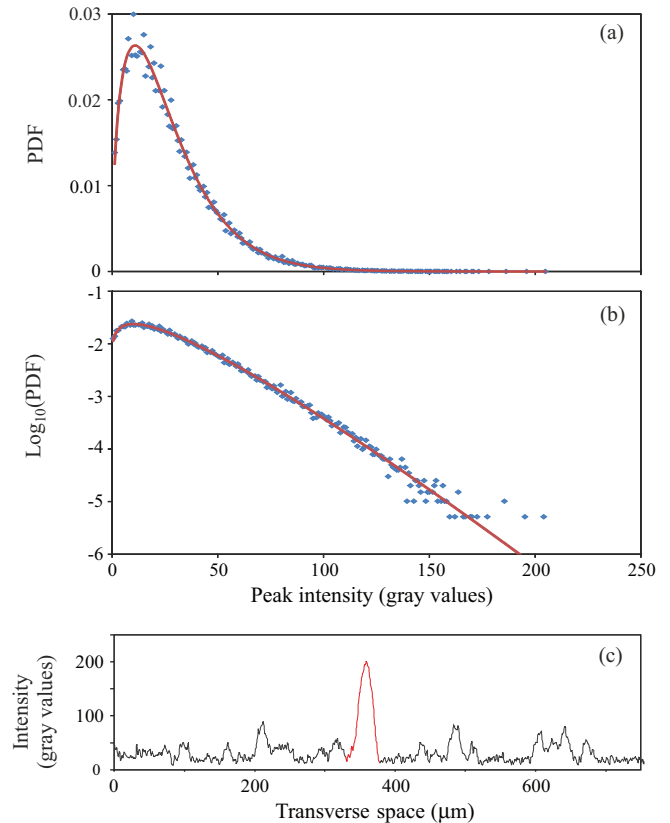 (a)
0.03
0.02
0.01
0
PDF
(b)
-1
-2
-3
-4
-5
-6
Log₁₀(PDF)
0 50 100 150 200 250
Peak intensity (gray values)
(c)
200
100
50
0
Intensity
(gray values)
0 200 400 600
Transverse space (µm)